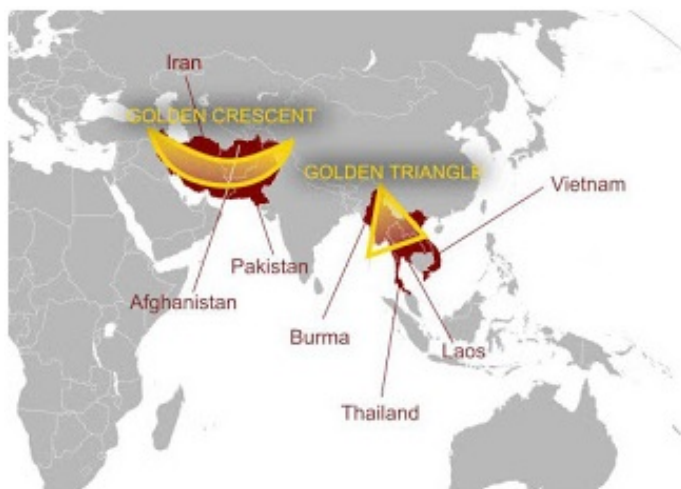 Iran
GOLDEN CRESCENT
GOLDEN TRIANGLE
Vietnam
Pakistan
Afghanistan
Burma
Laos
Thailand